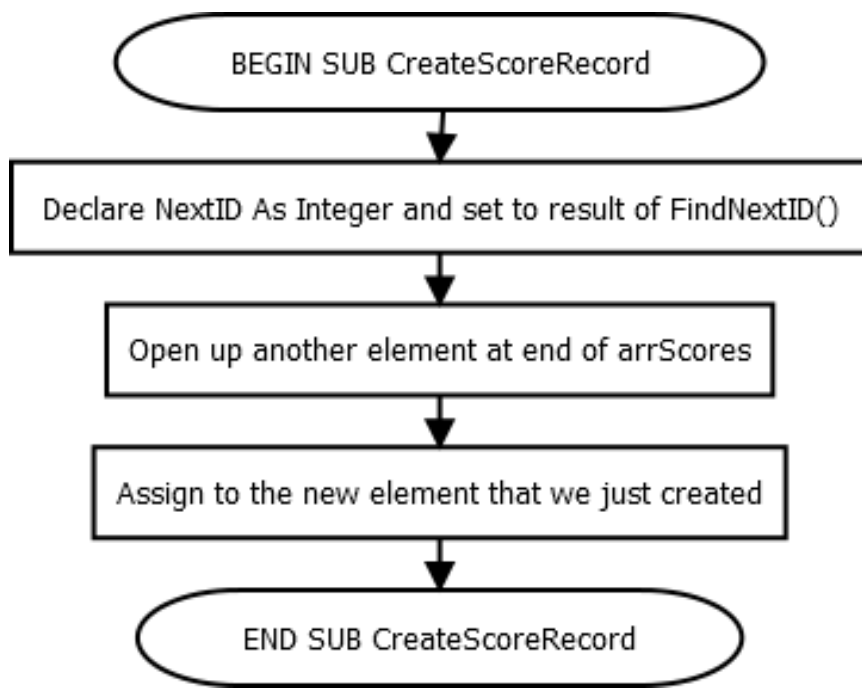 BEGIN SUB CreateScoreRecord
Declare NextID As Integer and set to result of FindNextID()
Open up another element at end of arrScores
Assign to the new element that we just created
END SUB CreateScoreRecord